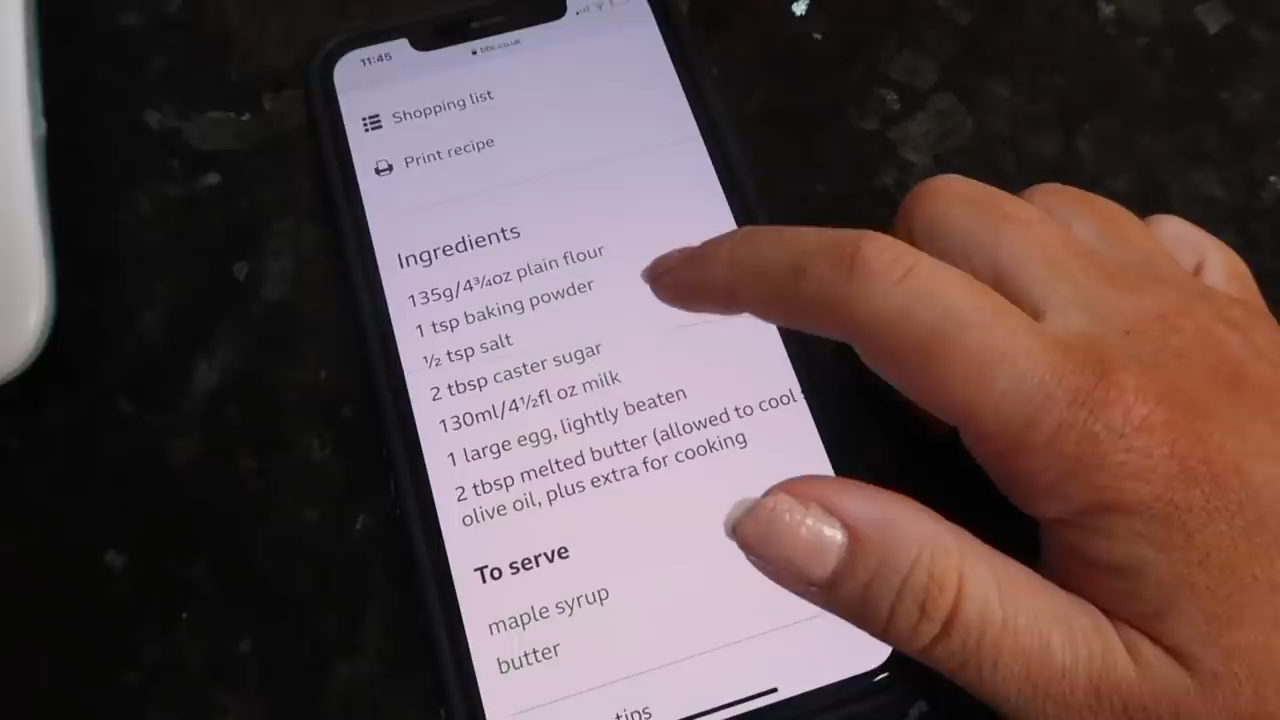 11:45
bbc.co.uk
Shopping list
Print recipe
Ingredients
135g/4¾oz plain flour
1 tsp baking powder
½ tsp salt
2 tbsp caster sugar
130ml/4½fl oz milk
1 large egg, lightly beaten
2 tbsp melted butter (allowed to cool
olive oil, plus extra for cooking
To serve
maple syrup
butter
tips